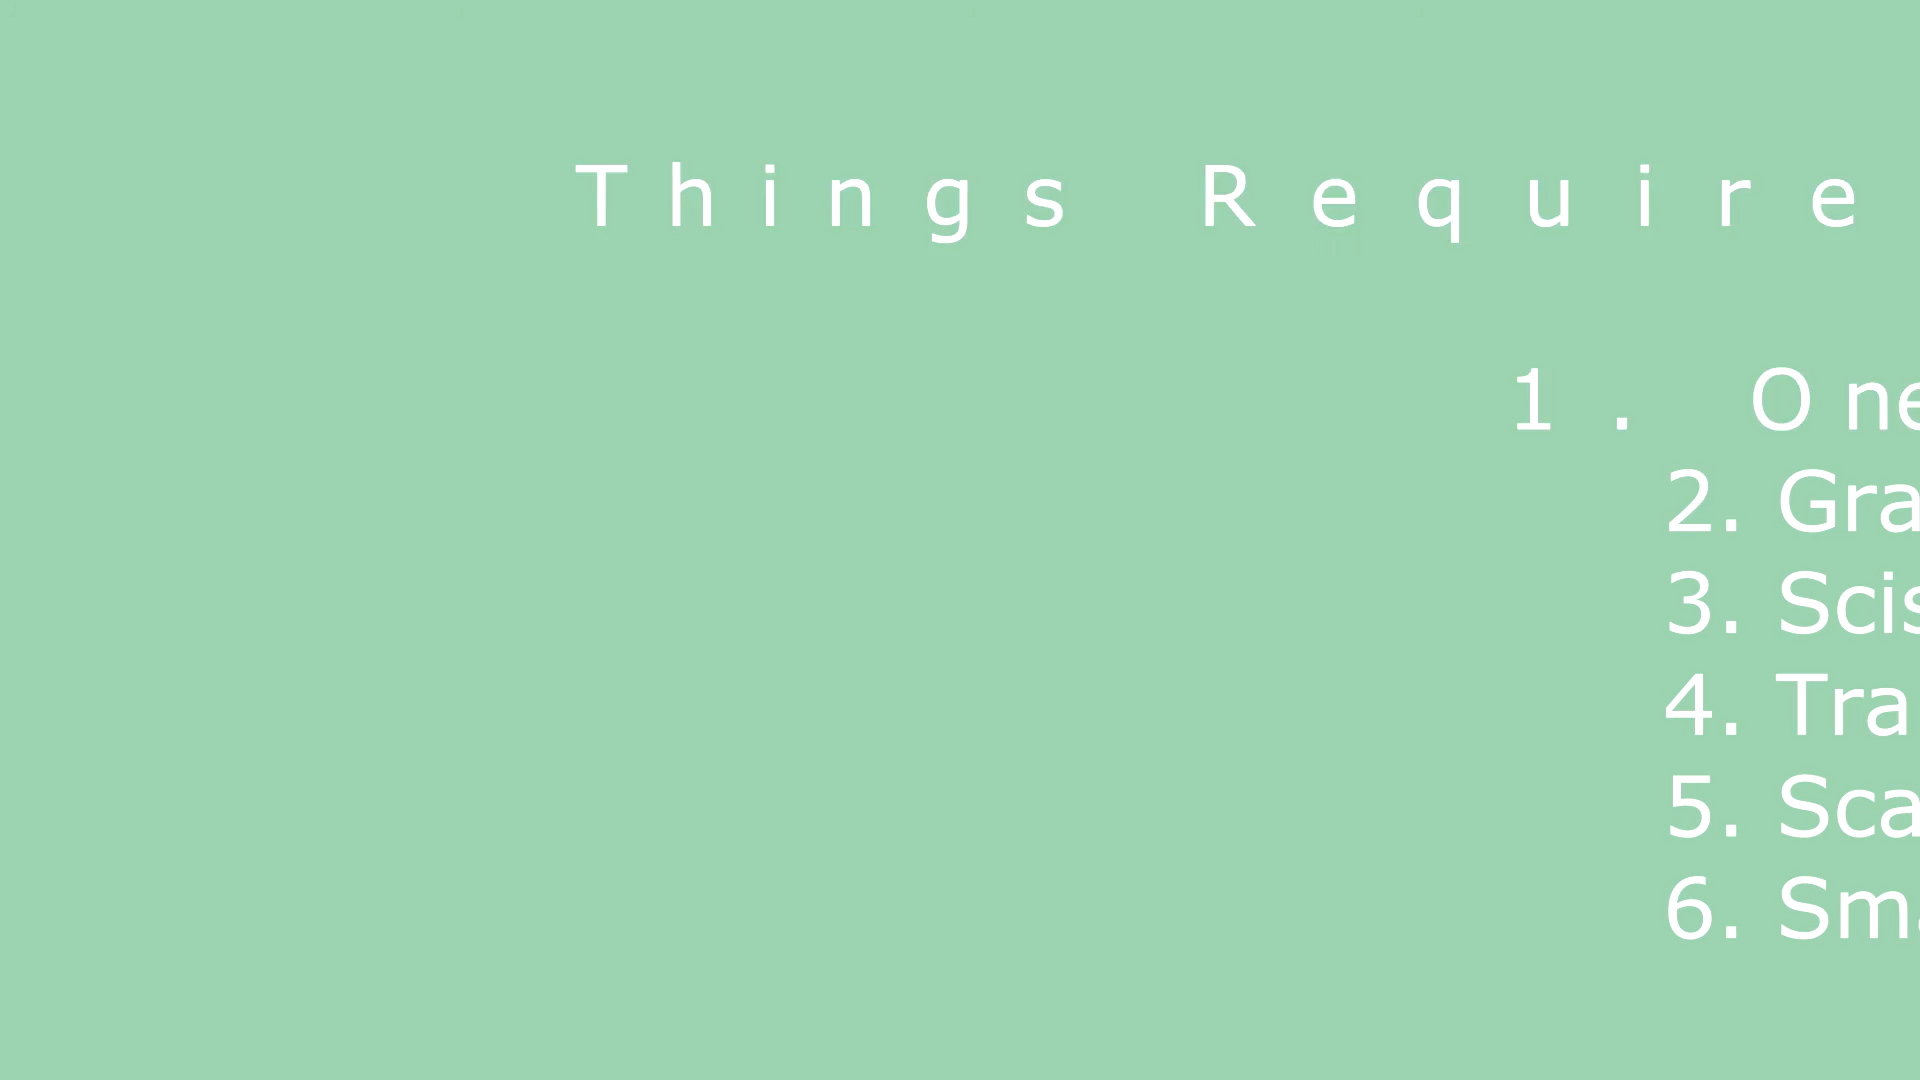 Things Require
1. One
2. Gra
3. Scis
4. Tra
5. Sca
6. Sma